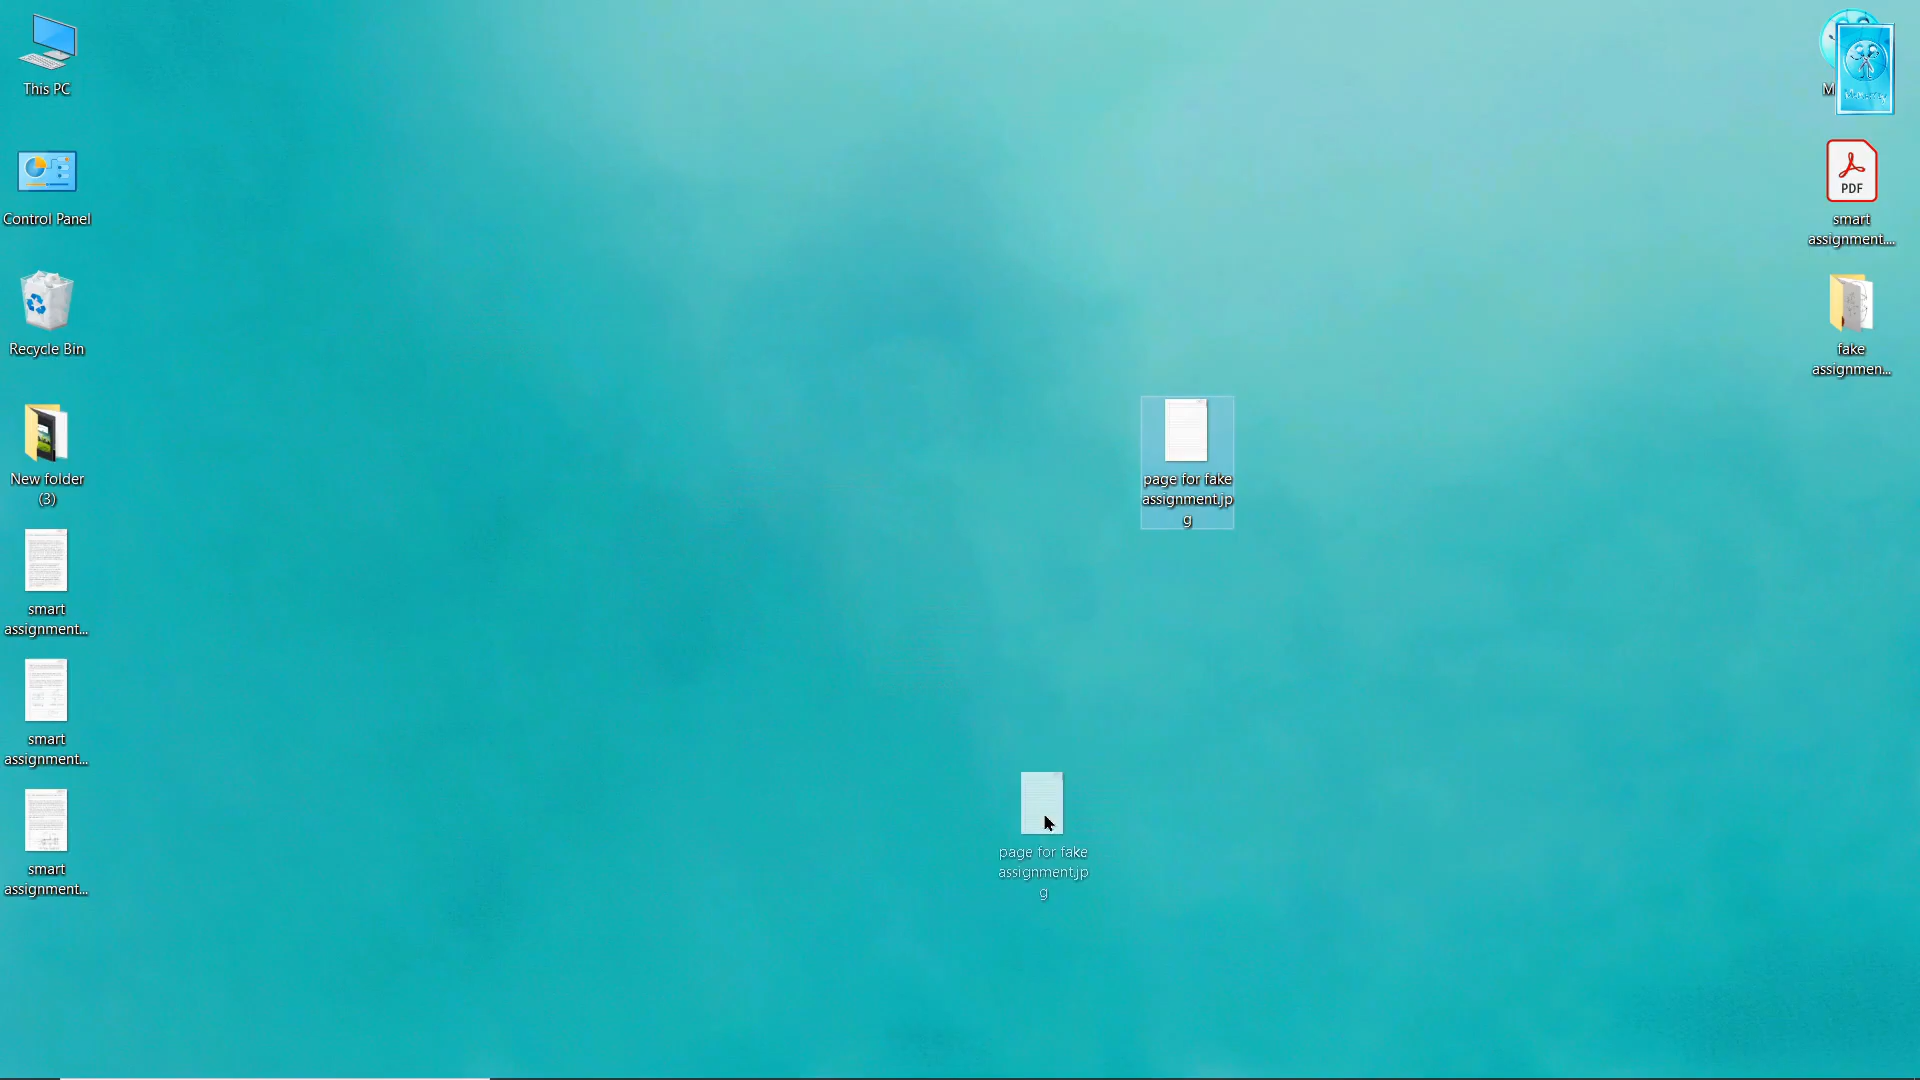 This PC
Control Panel
Recycle Bin
New folder
(3)
smart
assignment...
smart
assignment...
smart
assignment...
page for fake
assignment.jp
g
page for fake
assignment.jp
g
M
PDF
smart
assignment....
fake
assignmen...